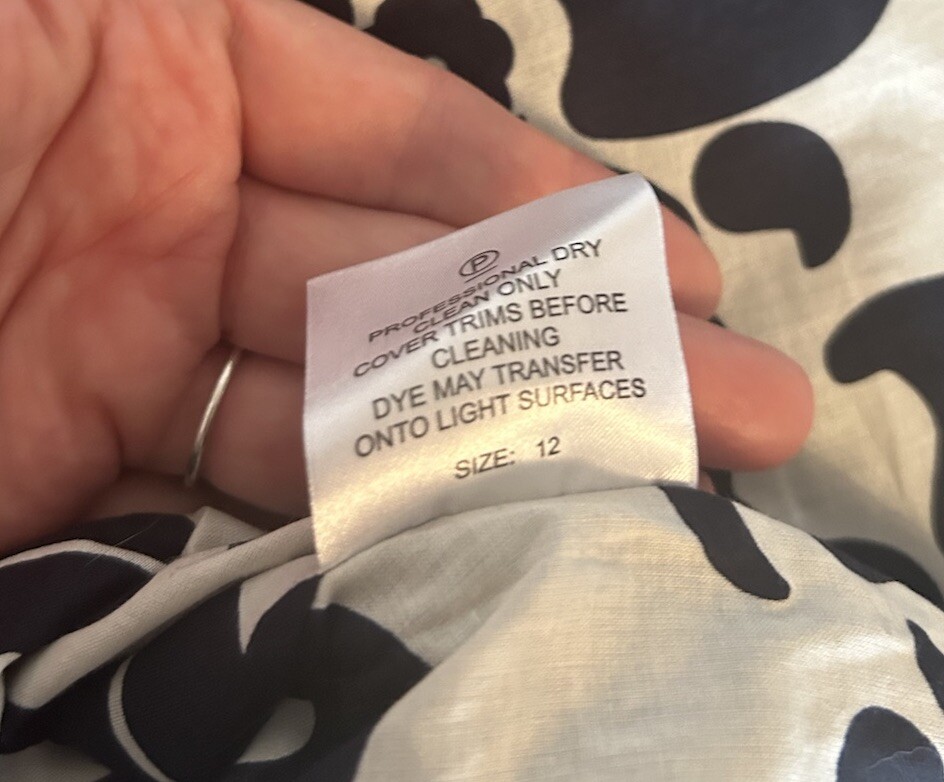 P
PROFESSIONAL DRY
CLEAN ONLY
COVER TRIMS BEFORE
CLEANING
DYE MAY TRANSFER
ONTO LIGHT SURFACES
SIZE: 12